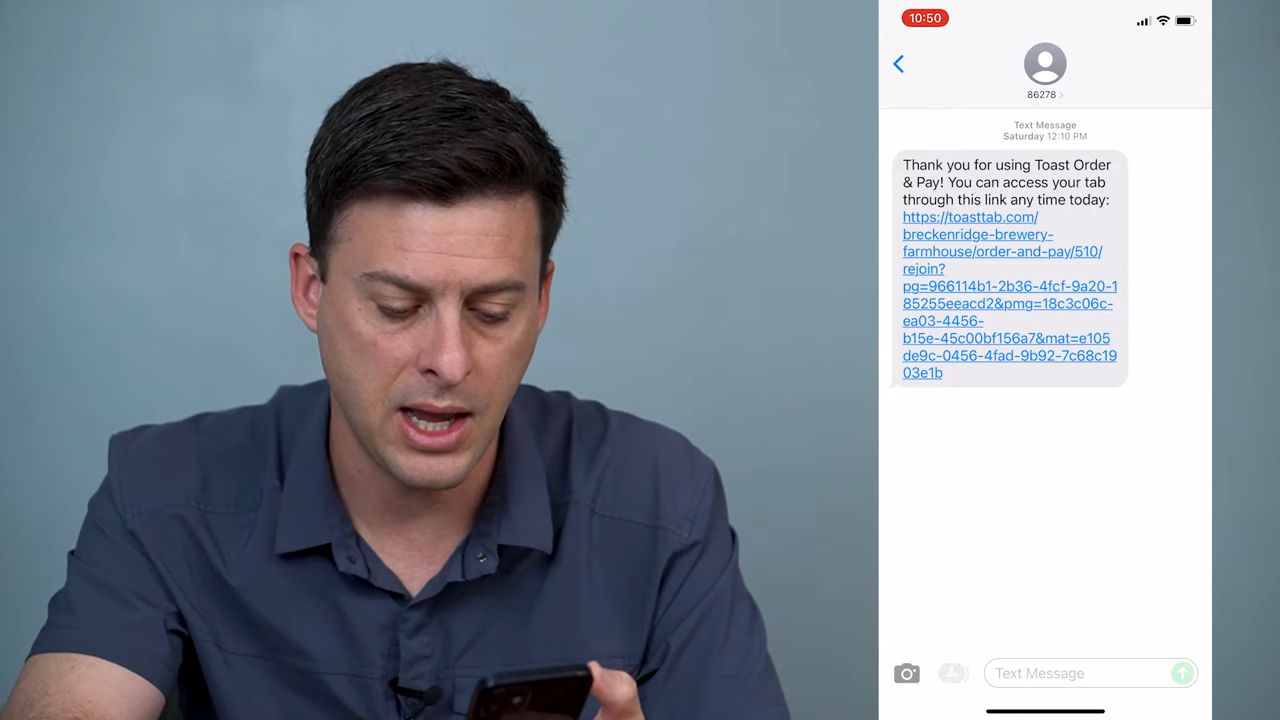 10:50
86278
Text Message
Saturday 12:10 PM
Thank you for using Toast Order
& Pay! You can access your tab
through this link any time today:
https://toasttab.com/
breckenridge-brewery-
farmhouse/order-and-pay/510/
rejoin?
pg=966114b1-2b36-4fcf-9a20-1
85255eeacd2&pmg=18c3c06c-
ea03-4456-
b15e-45c00bf156a7&mat=e105
de9c-0456-4fad-9b92-7c68c19
03e1b
Text Message